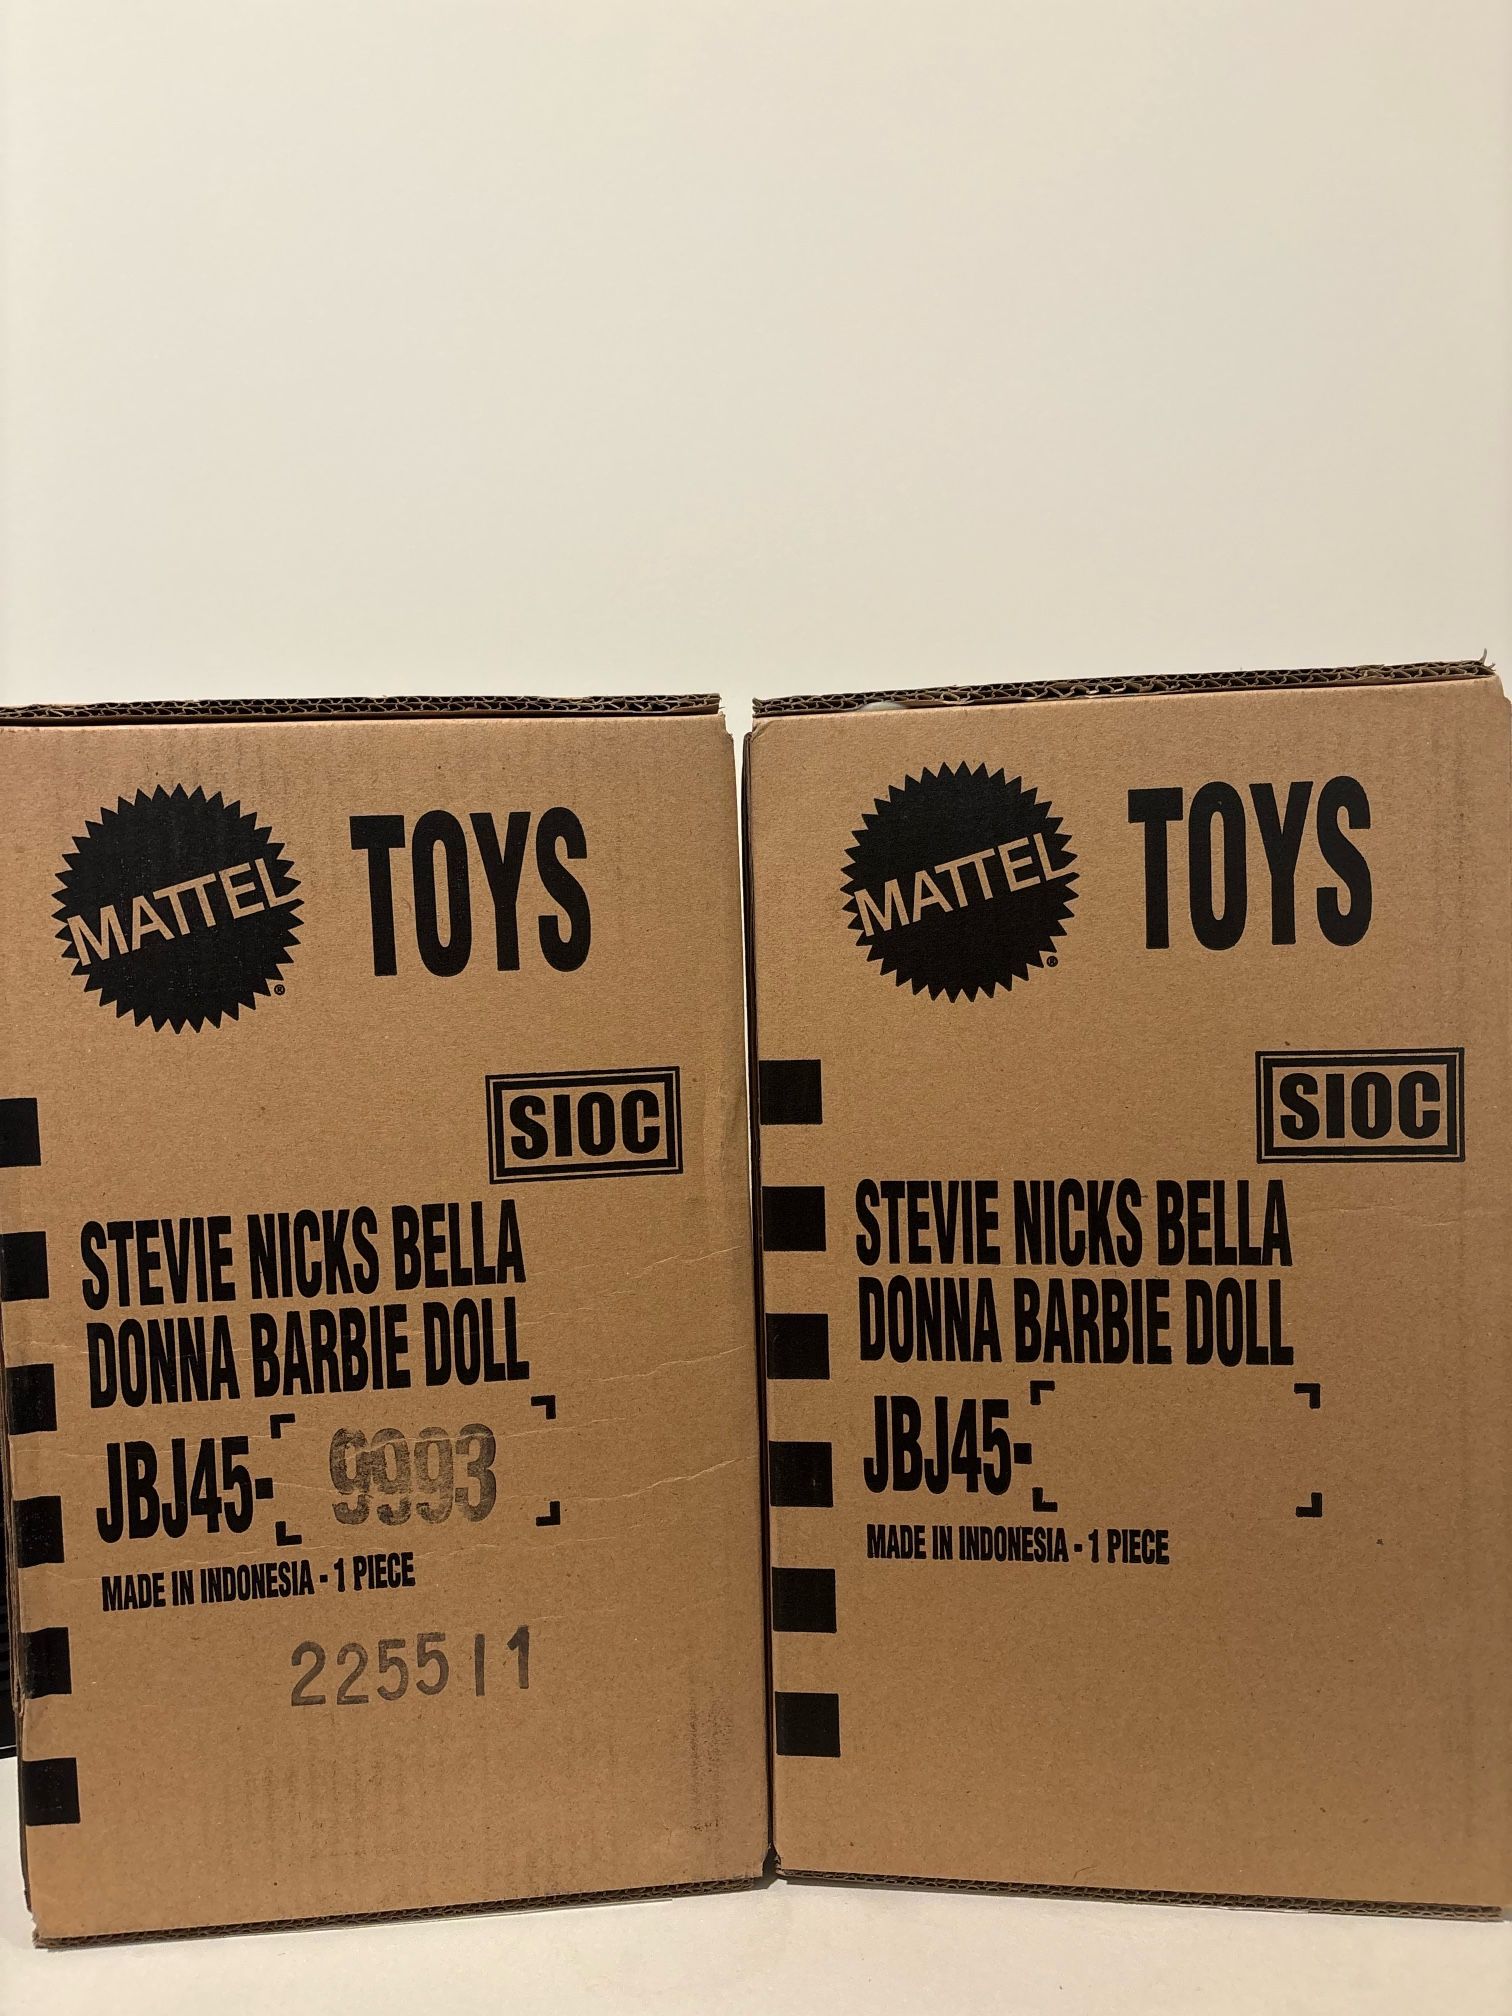 MATTEL® TOYS
SIOC
STEVIE NICKS BELLA
DONNA BARBIE DOLL
JBJ45- 9993
MADE IN INDONESIA - 1 PIECE
225511
MATTEL® TOYS
SIOC
STEVIE NICKS BELLA
DONNA BARBIE DOLL
JBJ45-
MADE IN INDONESIA - 1 PIECE